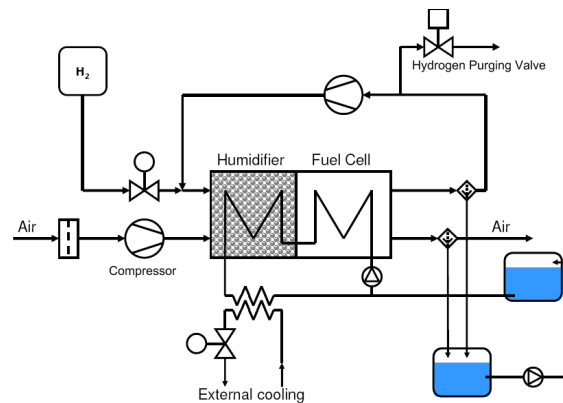 H2
Hydrogen Purging Valve
Humidifier
Fuel Cell
Air
Air
Compressor
External cooling